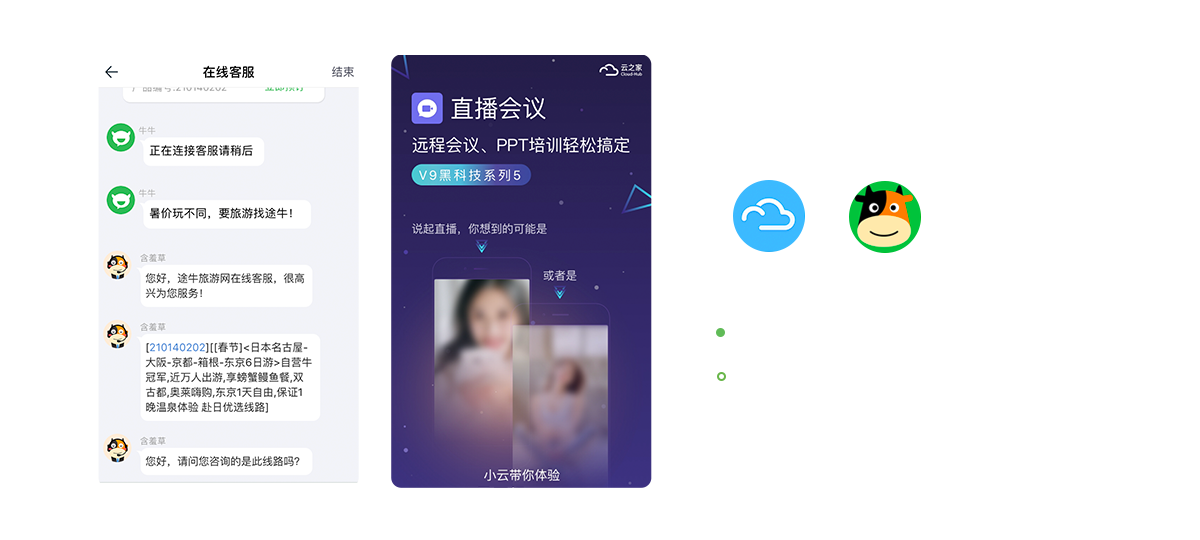 在线客服
结束
产品编号:210140202
立即预订
牛牛
正在连接客服请稍后
牛牛
暑价玩不同，要旅游找途牛！
含羞草
您好，途牛旅游网在线客服，很高
兴为您服务！
含羞草
[210140202][[春节]<日本名古屋-
大阪-京都-箱根-东京6日游>自营牛
冠军,近万人出游,享螃蟹鳗鱼餐,双
古都,奥莱嗨购,东京1天自由,保证1
晚温泉体验 赴日优选线路]
含羞草
您好，请问您咨询的是此线路吗?
云之家
Cloud-Hub
直播会议
远程会议、PPT培训轻松搞定
V9黑科技系列5
说起直播，你想到的可能是
或者是
小云带你体验